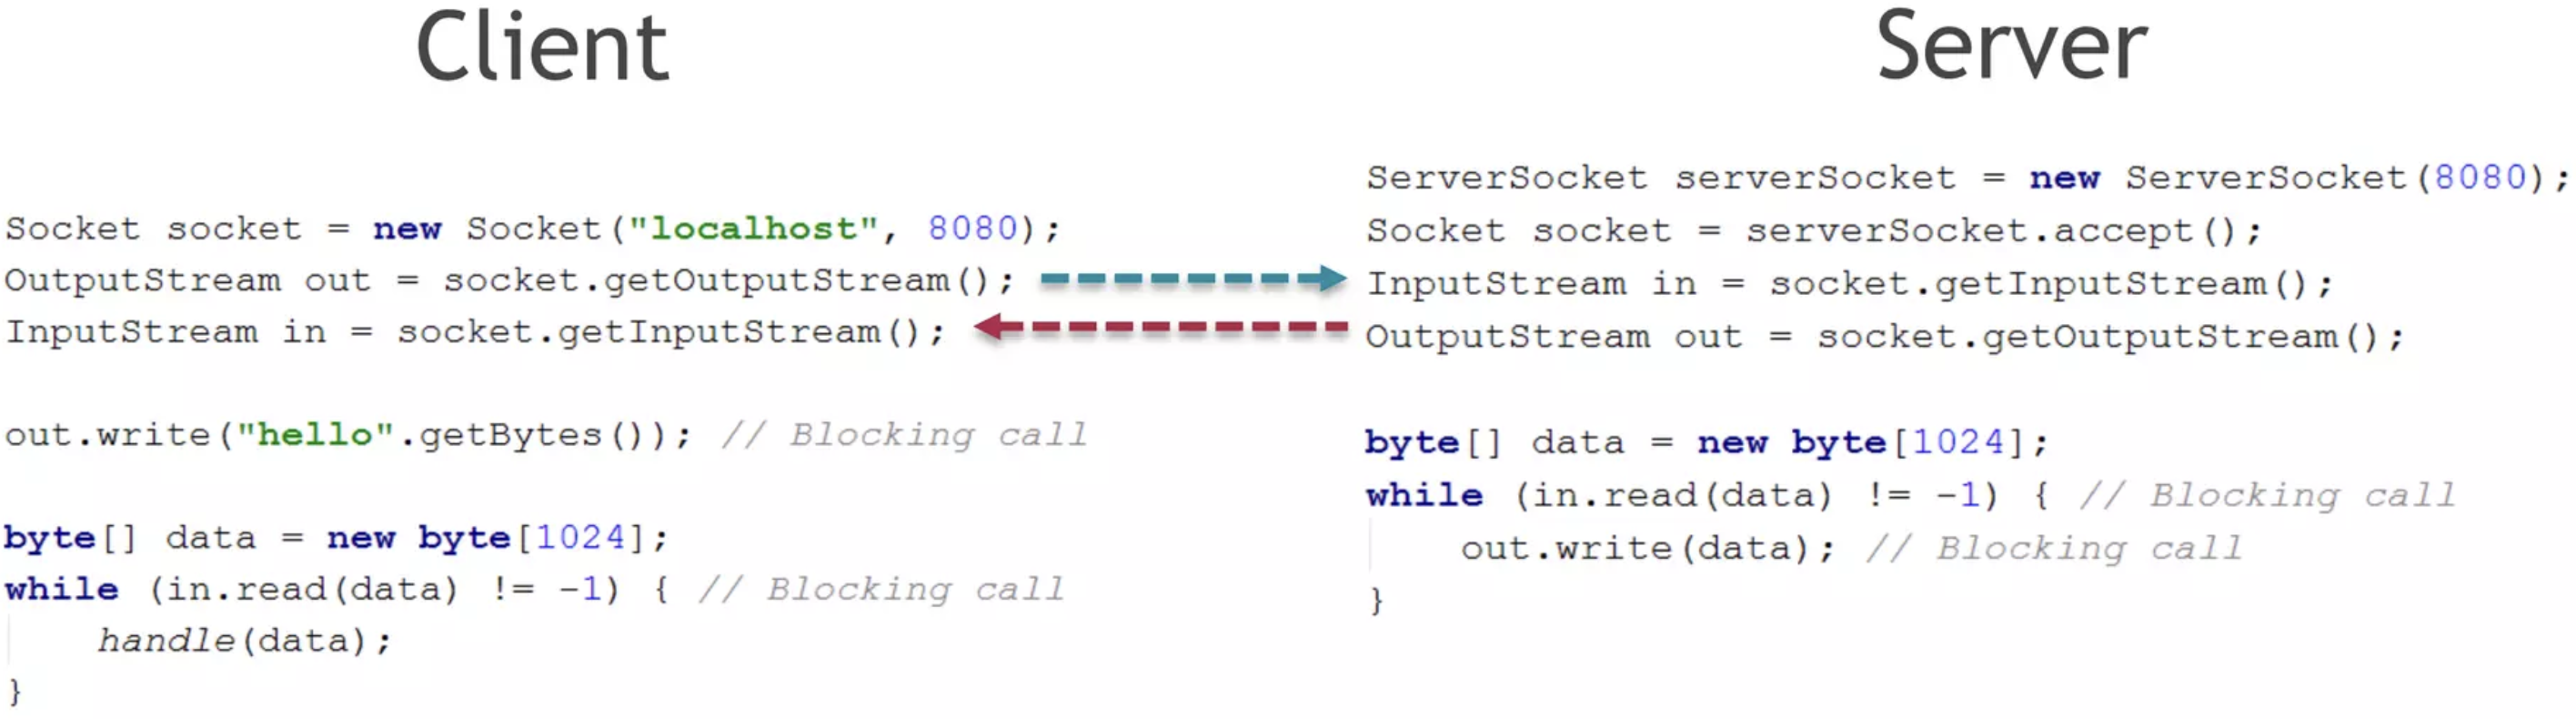 Client
Socket socket = new Socket("localhost", 8080);
OutputStream out = socket.getOutputStream();
InputStream in = socket.getInputStream();
out.write("hello".getBytes()); // Blocking call
byte[] data = new byte[1024];
while (in.read(data) != -1) { // Blocking call
handle(data);
}
Server
ServerSocket serverSocket = new ServerSocket(8080);
Socket socket = serverSocket.accept();
InputStream in = socket.getInputStream();
OutputStream out = socket.getOutputStream();
byte[] data = new byte[1024];
while (in.read(data) != -1) { // Blocking call
out.write(data); // Blocking call
}